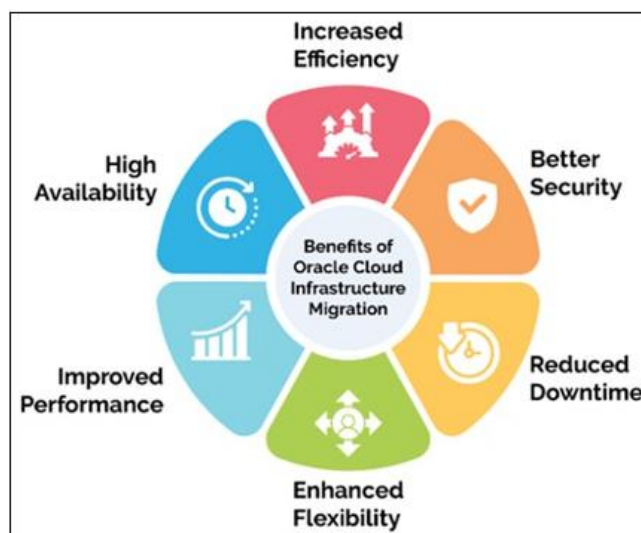 Increased
Efficiency
High
Availability
Better
Security
Benefits of
Oracle Cloud
Infrastructure
Migration
Improved
Performance
Reduced
Downtime
Enhanced
Flexibility